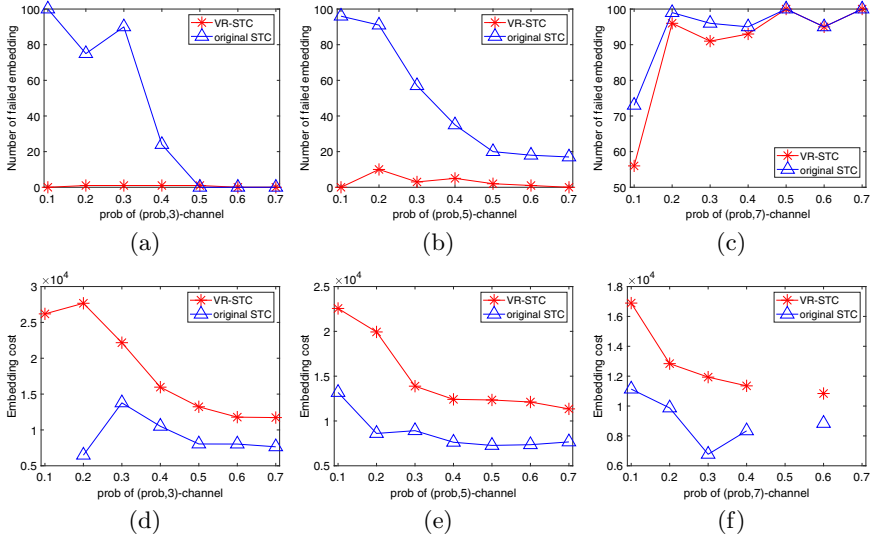 VR-STC
original STC
Number of failed embedding
100
80
60
40
20
0
0.1 0.2 0.3 0.4 0.5 0.6 0.7
prob of (prob,3)-channel
(a)
VR-STC
original STC
Number of failed embedding
100
80
60
40
20
0
0.1 0.2 0.3 0.4 0.5 0.6 0.7
prob of (prob,5)-channel
(b)
VR-STC
original STC
Number of failed embedding
100
90
80
70
60
50
0.1 0.2 0.3 0.4 0.5 0.6 0.7
prob of (prob,7)-channel
(c)
×10⁴
VR-STC
original STC
Embedding cost
3
2.5
2
1.5
1
0.5
0.1 0.2 0.3 0.4 0.5 0.6 0.7
prob of (prob,3)-channel
(d)
×10⁴
VR-STC
original STC
Embedding cost
2.5
2
1.5
1
0.5
0.1 0.2 0.3 0.4 0.5 0.6 0.7
prob of (prob,5)-channel
(e)
×10⁴
VR-STC
original STC
Embedding cost
1.8
1.6
1.4
1.2
1
0.8
0.6
0.1 0.2 0.3 0.4 0.5 0.6 0.7
prob of (prob,7)-channel
(f)